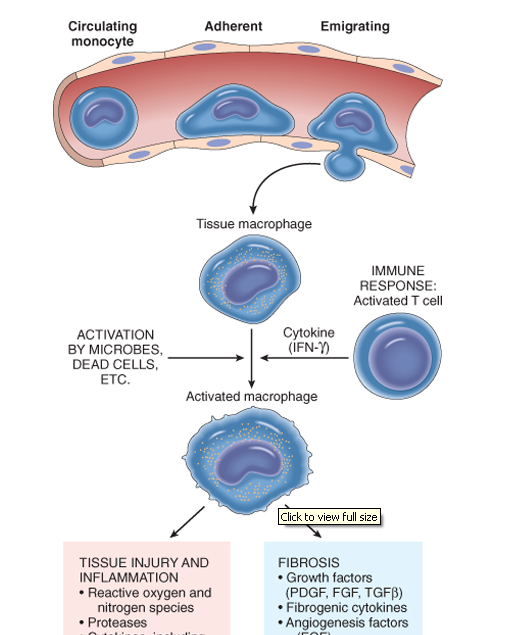 Circulating
monocyte
Adherent
Emigrating
Tissue macrophage
IMMUNE
RESPONSE:
Activated T cell
ACTIVATION
BY MICROBES,
DEAD CELLS,
ETC.
Cytokine
(IFN-γ)
Activated macrophage
Click to view full size
TISSUE INJURY AND
INFLAMMATION
• Reactive oxygen and
nitrogen species
• Proteases
• Cytokines, including
FIBROSIS
• Growth factors
(PDGF, FGF, TGFβ)
• Fibrogenic cytokines
• Angiogenesis factors